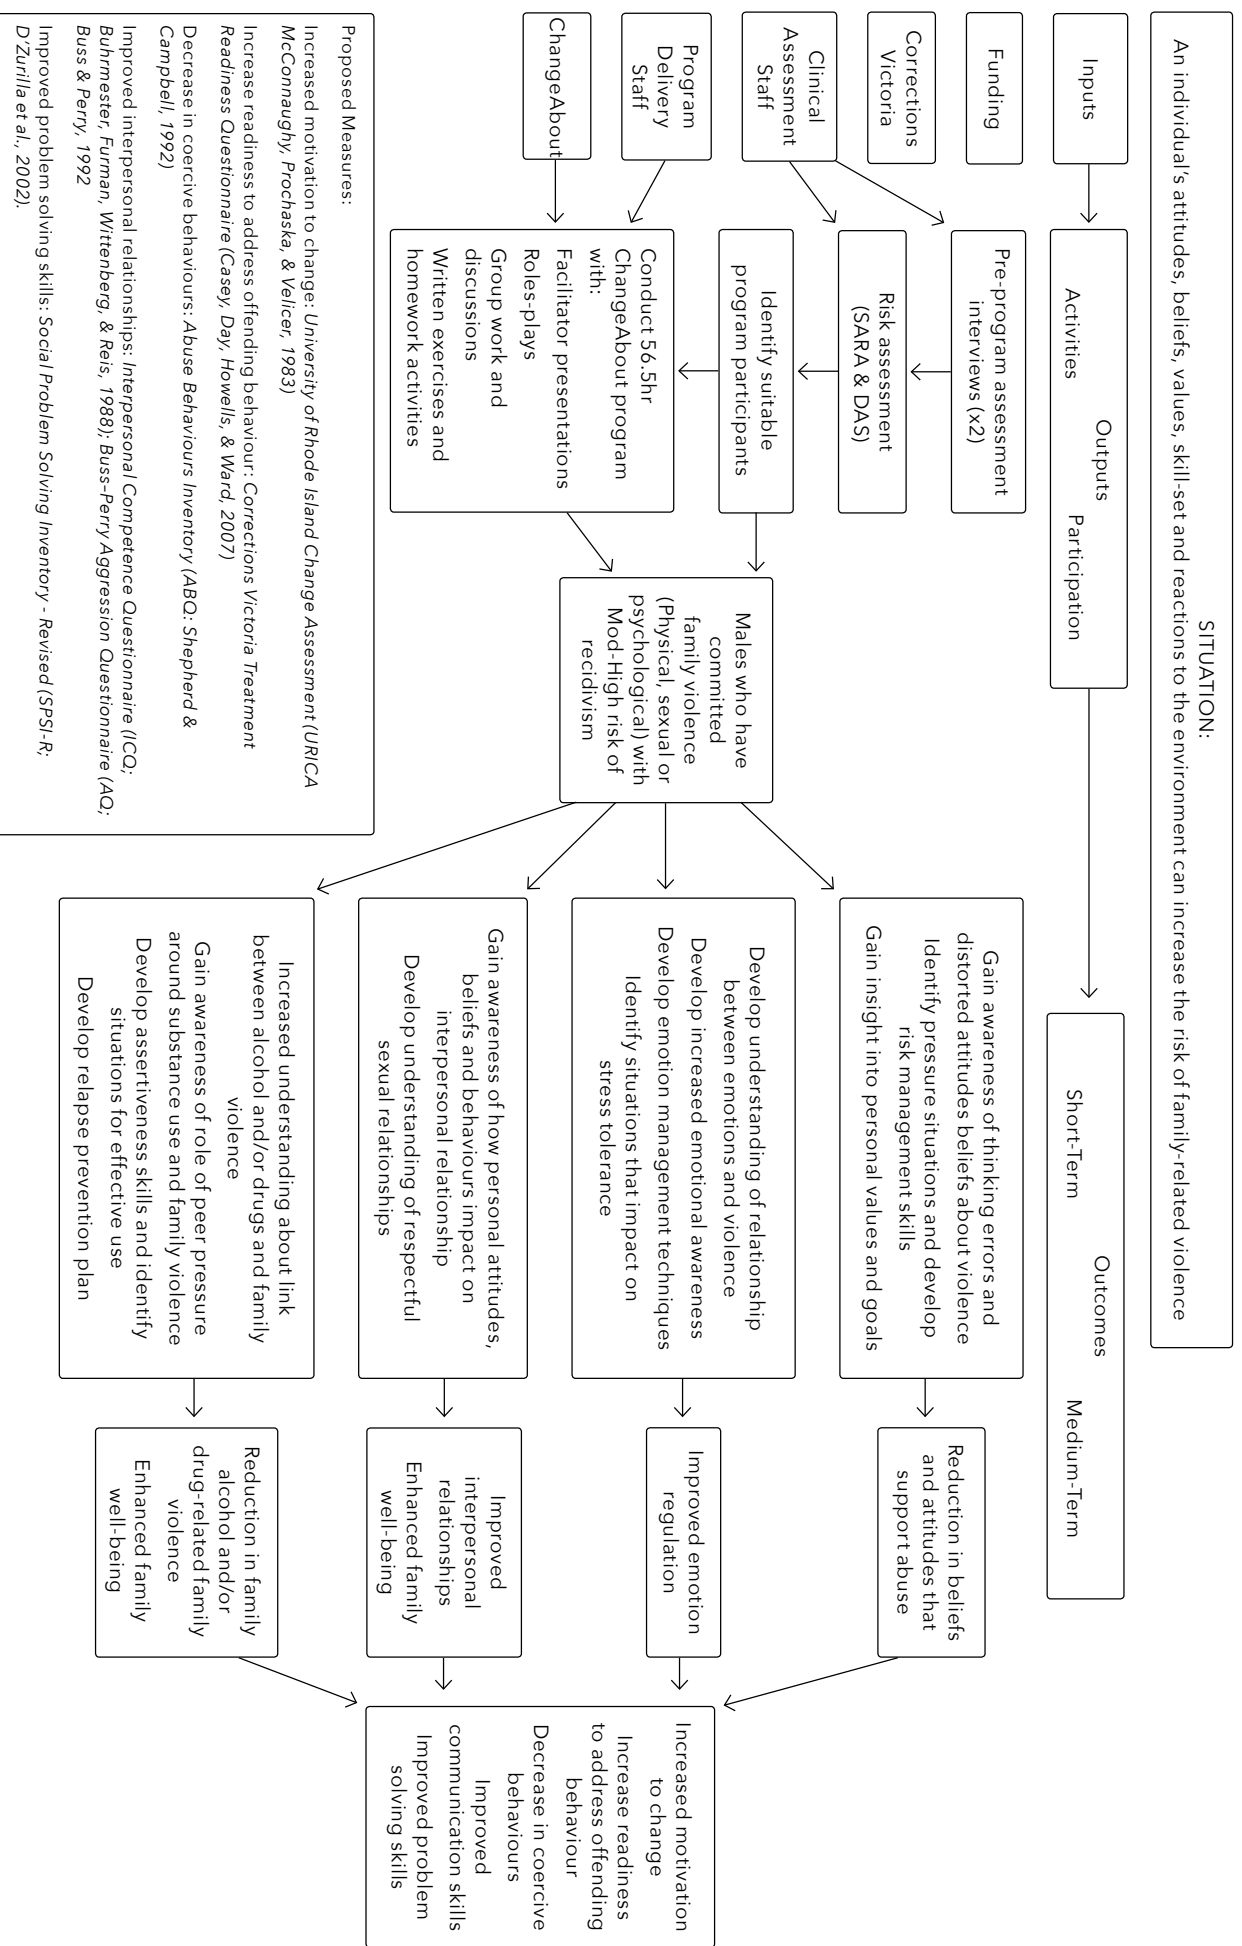 SITUATION:
An individual's attitudes, beliefs, values, skill-set and reactions to the environment can increase the risk of family-related violence
Inputs
Outputs
Activities
Participation
Outcomes
Short-Term
Medium-Term
Funding
Corrections
Victoria
Clinical
Assessment
Staff
Program
Delivery
Staff
ChangeAbout
Pre-program assessment
interviews (x2)
Risk assessment
(SARA & DAS)
Identify suitable
program participants
Conduct 56.5hr
ChangeAbout program
with:
Facilitator presentations
Roles-plays
Group work and
discussions
Written exercises and
homework activities
Males who have
committed
family violence
(Physical, sexual or
psychological) with
Mod-High risk of
recidivism
Gain awareness of thinking errors and
distorted attitudes beliefs about violence
Identify pressure situations and develop
risk management skills
Gain insight into personal values and goals
Develop understanding of relationship
between emotions and violence
Develop increased emotional awareness
Develop emotion management techniques
Identify situations that impact on
stress tolerance
Gain awareness of how personal attitudes,
beliefs and behaviours impact on
interpersonal relationship
Develop understanding of respectful
sexual relationships
Increased understanding about link
between alcohol and/or drugs and family
violence
Gain awareness of role of peer pressure
around substance use and family violence
Develop assertiveness skills and identify
situations for effective use
Develop relapse prevention plan
Reduction in beliefs
and attitudes that
support abuse
Improved emotion
regulation
Improved
interpersonal
relationships
Enhanced family
well-being
Reduction in family
alcohol and/or
drug-related family
violence
Enhanced family
well-being
Increased motivation
to change
Increase readiness
to address offending
behaviour
Decrease in coercive
behaviours
Improved
communication skills
Improved problem
solving skills
Proposed Measures:
Increased motivation to change: University of Rhode Island Change Assessment (URICA
McConnaughy, Prochaska, & Velicer, 1983)
Increase readiness to address offending behaviour: Corrections Victoria Treatment
Readiness Questionnaire (Casey, Day, Howells, & Ward, 2007)
Decrease in coercive behaviours: Abuse Behaviours Inventory (ABQ: Shepherd &
Campbell, 1992)
Improved interpersonal relationships: Interpersonal Competence Questionnaire (ICQ;
Buhrmester, Furman, Wittenberg, & Reis, 1988); Buss-Perry Aggression Questionnaire (AQ;
Buss & Perry, 1992
Improved problem solving skills: Social Problem Solving Inventory - Revised (SPSI-R;
D'Zurilla et al., 2002).